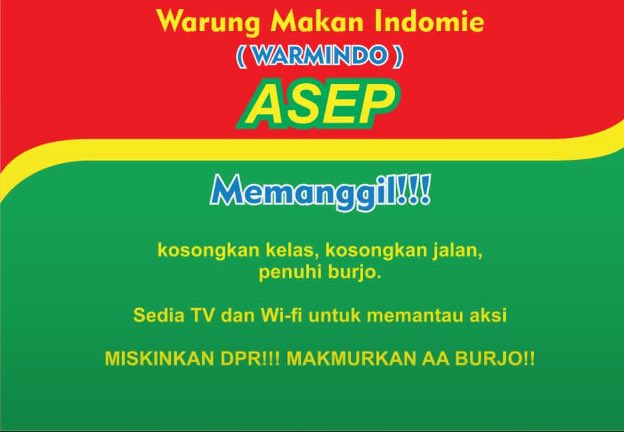 Warung Makan Indomie
( WARMINDO )
ASEP
Memanggil!!!
kosongkan kelas, kosongkan jalan,
penuhi burjo.
Sedia TV dan Wi-fi untuk memantau aksi
MISKINKAN DPR!!! MAKMURKAN AA BURJO!!